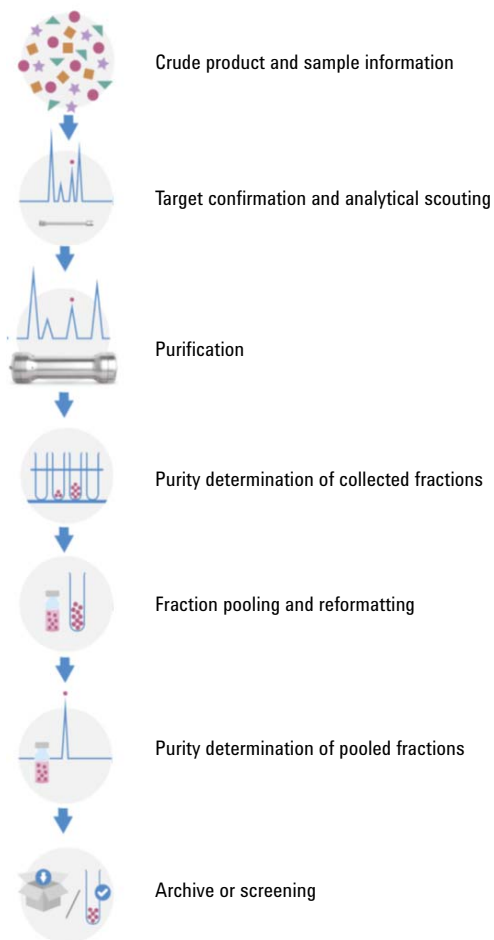 Crude product and sample information
Target confirmation and analytical scouting
Purification
Purity determination of collected fractions
Fraction pooling and reformatting
Purity determination of pooled fractions
Archive or screening